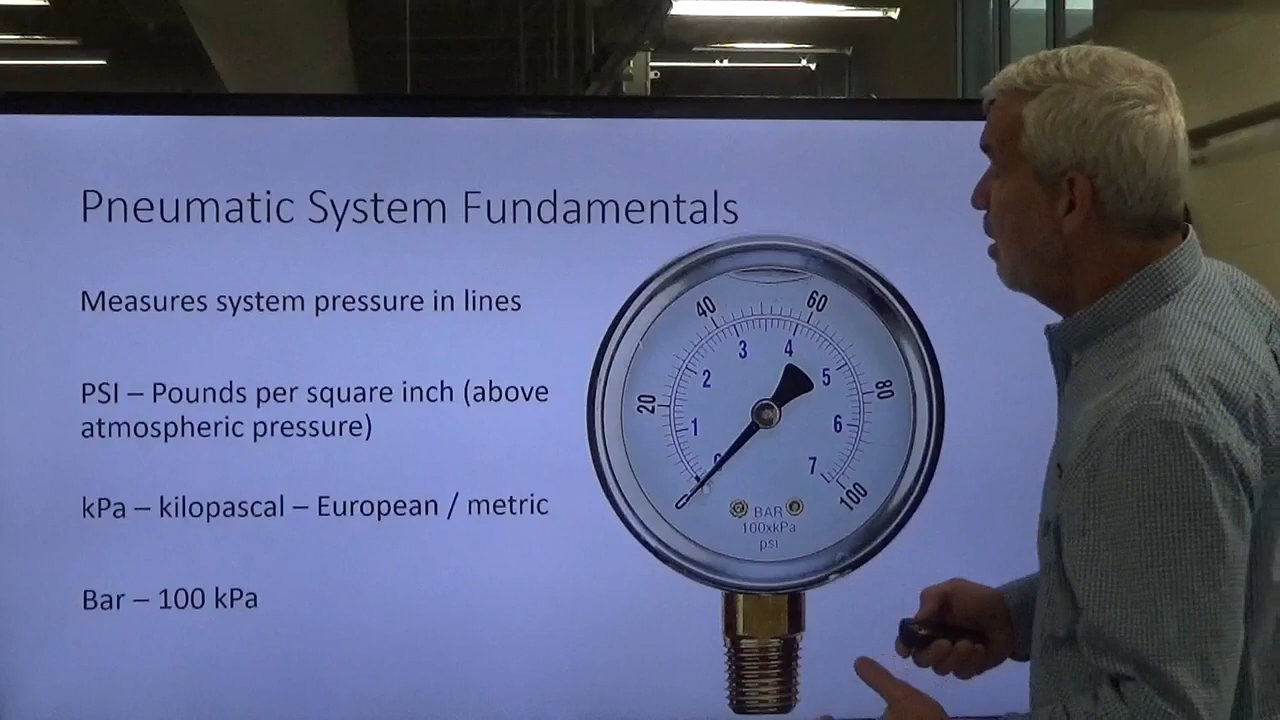 Pneumatic System Fundamentals
Measures system pressure in lines
PSI – Pounds per square inch (above
atmospheric pressure)
kPa – kilopascal – European / metric
Bar – 100 kPa
40 60
3 4
2 5
20 80
1 6
0 7
0 100
BAR
100xkPa
psi